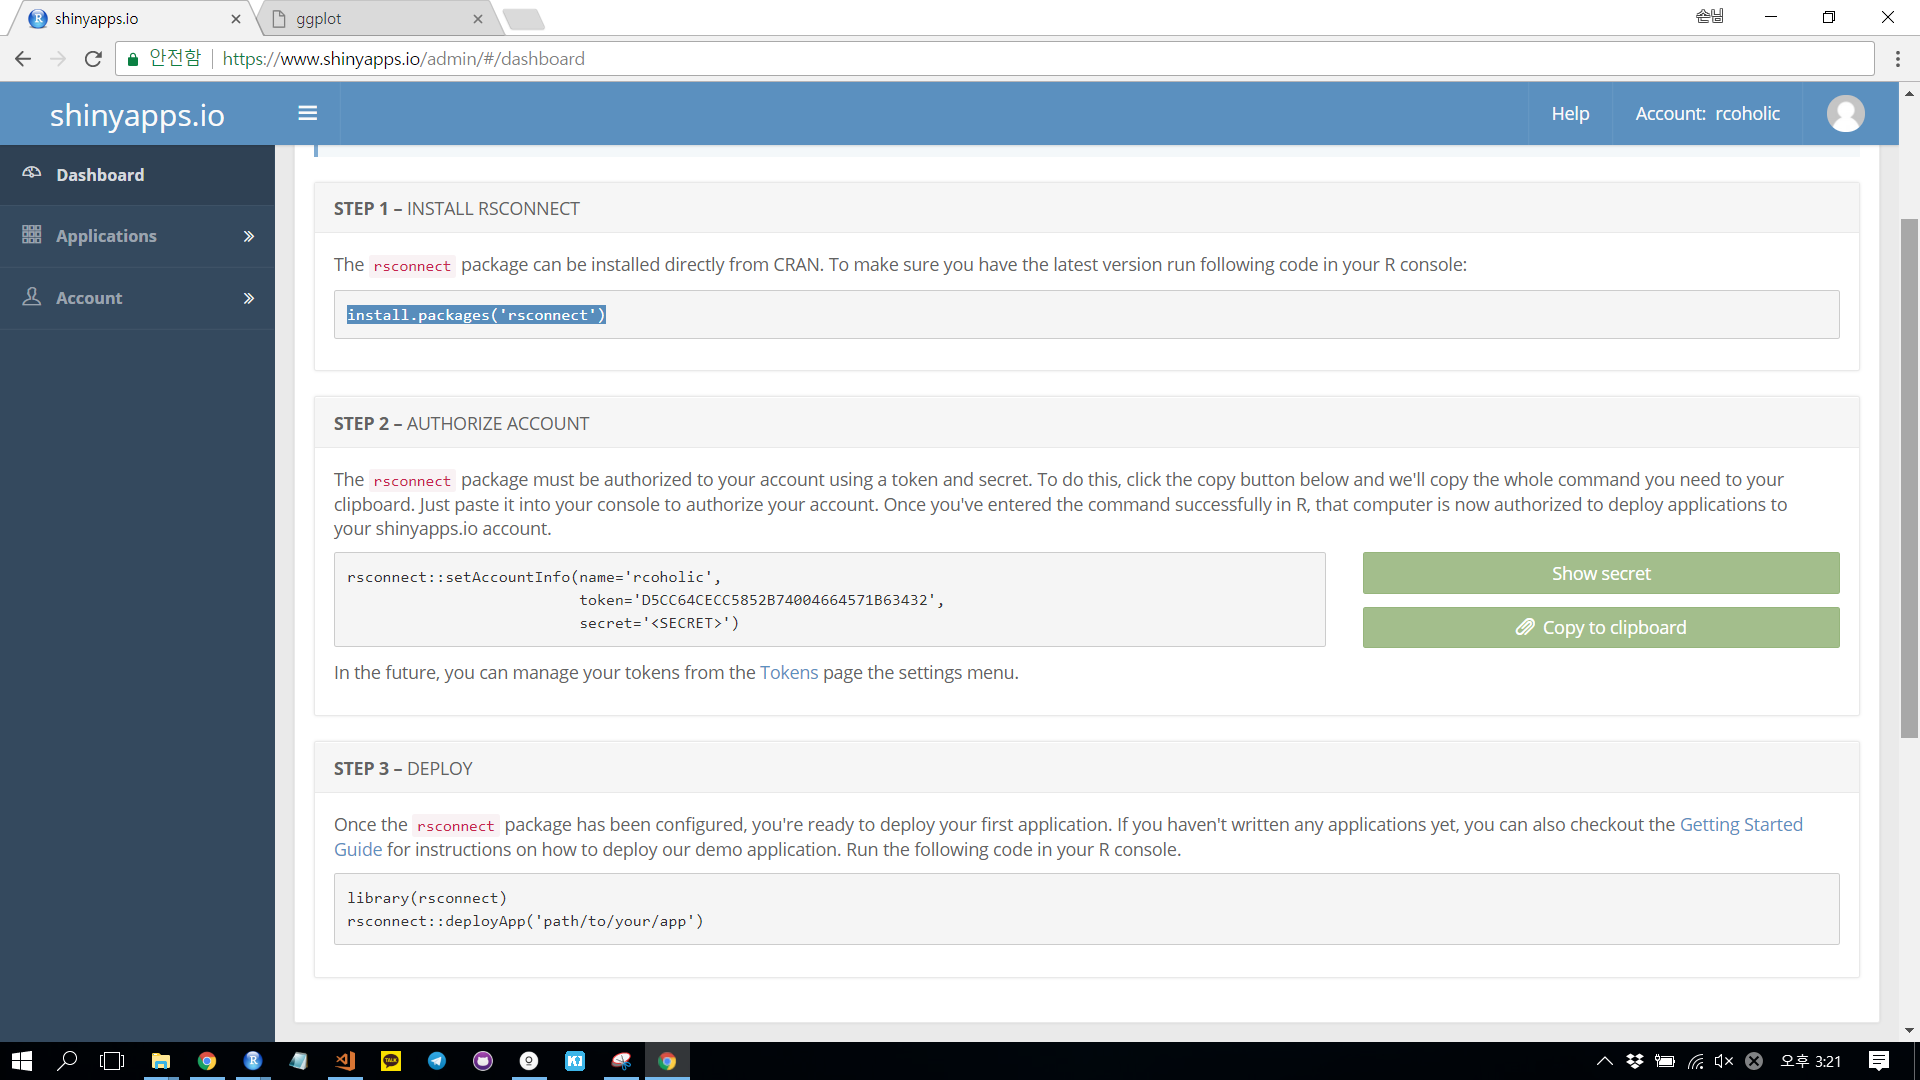 shinyapps.io
ggplot
손님
안전함
https://www.shinyapps.io/admin/#/dashboard
shinyapps.io
Help
Account: rcoholic
Dashboard
Applications
Account
STEP 1 – INSTALL RSCONNECT
The rsconnect package can be installed directly from CRAN. To make sure you have the latest version run following code in your R console:
install.packages('rsconnect')
STEP 2 – AUTHORIZE ACCOUNT
The rsconnect package must be authorized to your account using a token and secret. To do this, click the copy button below and we'll copy the whole command you need to your
clipboard. Just paste it into your console to authorize your account. Once you've entered the command successfully in R, that computer is now authorized to deploy applications to
your shinyapps.io account.
rsconnect::setAccountInfo(name='rcoholic',
token='D5CC64CECC5852B74004664571B63432',
secret='<SECRET>')
Show secret
Copy to clipboard
In the future, you can manage your tokens from the Tokens page the settings menu.
STEP 3 – DEPLOY
Once the rsconnect package has been configured, you're ready to deploy your first application. If you haven't written any applications yet, you can also checkout the Getting Started
Guide for instructions on how to deploy our demo application. Run the following code in your R console.
library(rsconnect)
rsconnect::deployApp('path/to/your/app')
오후 3:21